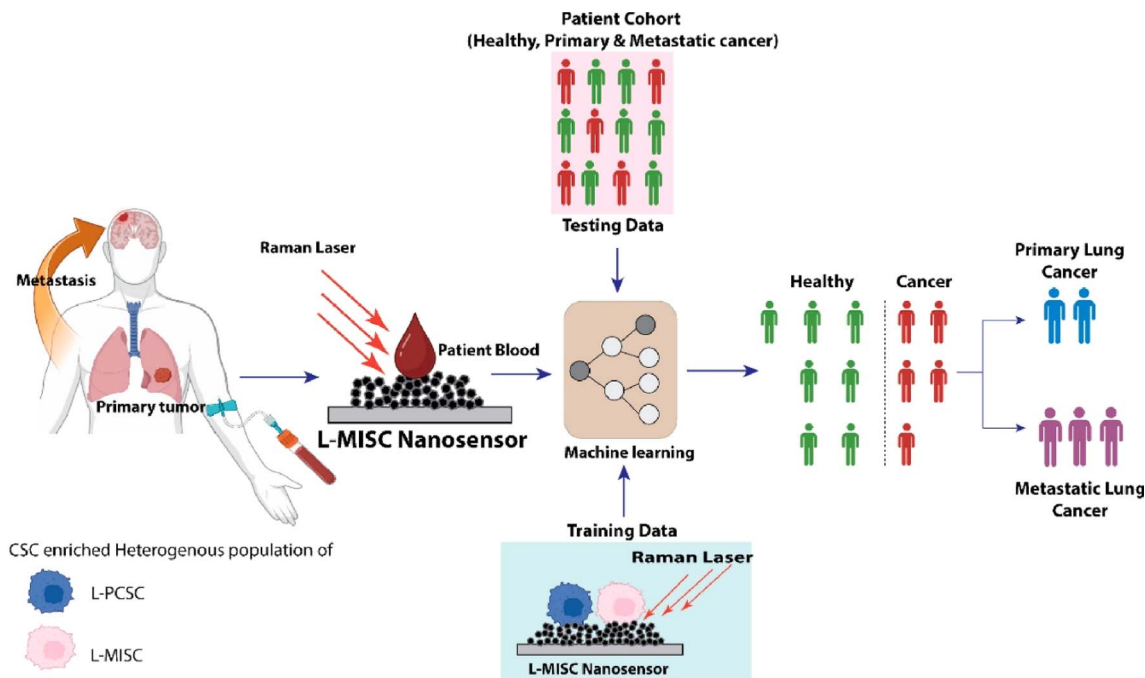 Patient Cohort
(Healthy, Primary & Metastatic cancer)
Testing Data
Raman Laser
Metastasis
Primary tumor
Patient Blood
L-MISC Nanosensor
Machine learning
Healthy
Cancer
Primary Lung
Cancer
Metastatic Lung
Cancer
Training Data
Raman Laser
L-MISC Nanosensor
CSC enriched Heterogenous population of
L-PCSC
L-MISC